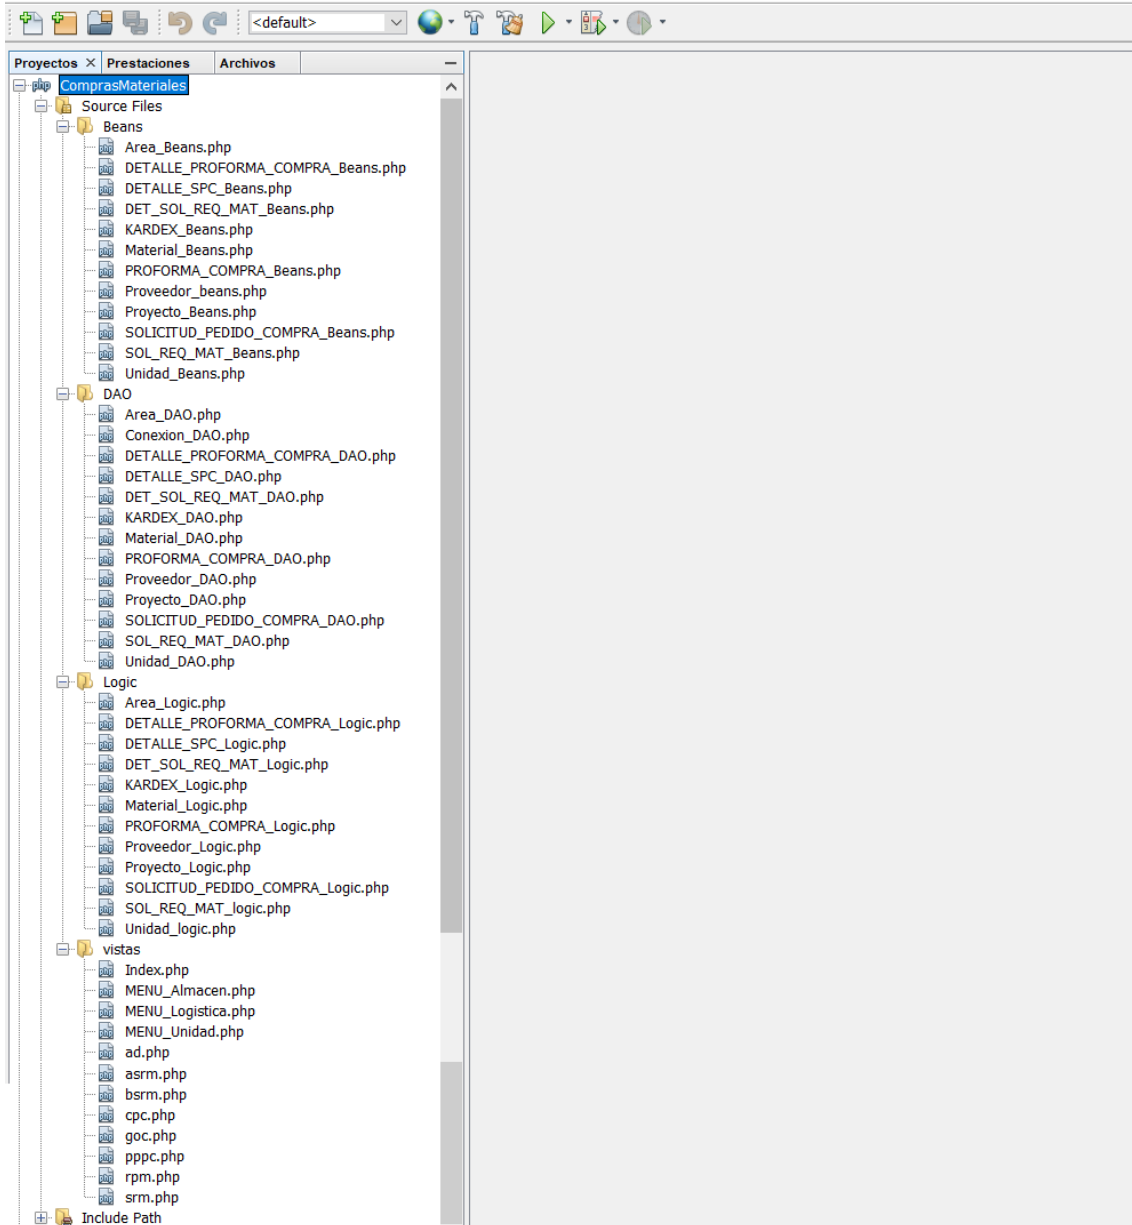 <default>
Proyectos × Prestaciones Archivos
php ComprasMateriales
Source Files
Beans
Area_Beans.php
DETALLE_PROFORMA_COMPRA_Beans.php
DETALLE_SPC_Beans.php
DET_SOL_REQ_MAT_Beans.php
KARDEX_Beans.php
Material_Beans.php
PROFORMA_COMPRA_Beans.php
Proveedor_beans.php
Proyecto_Beans.php
SOLICITUD_PEDIDO_COMPRA_Beans.php
SOL_REQ_MAT_Beans.php
Unidad_Beans.php
DAO
Area_DAO.php
Conexion_DAO.php
DETALLE_PROFORMA_COMPRA_DAO.php
DETALLE_SPC_DAO.php
DET_SOL_REQ_MAT_DAO.php
KARDEX_DAO.php
Material_DAO.php
PROFORMA_COMPRA_DAO.php
Proveedor_DAO.php
Proyecto_DAO.php
SOLICITUD_PEDIDO_COMPRA_DAO.php
SOL_REQ_MAT_DAO.php
Unidad_DAO.php
Logic
Area_Logic.php
DETALLE_PROFORMA_COMPRA_Logic.php
DETALLE_SPC_Logic.php
DET_SOL_REQ_MAT_Logic.php
KARDEX_Logic.php
Material_Logic.php
PROFORMA_COMPRA_Logic.php
Proveedor_Logic.php
Proyecto_Logic.php
SOLICITUD_PEDIDO_COMPRA_Logic.php
SOL_REQ_MAT_logic.php
Unidad_logic.php
vistas
Index.php
MENU_Almacen.php
MENU_Logistica.php
MENU_Unidad.php
ad.php
asrm.php
bsrm.php
cpc.php
goc.php
pppc.php
rpm.php
srm.php
Include Path